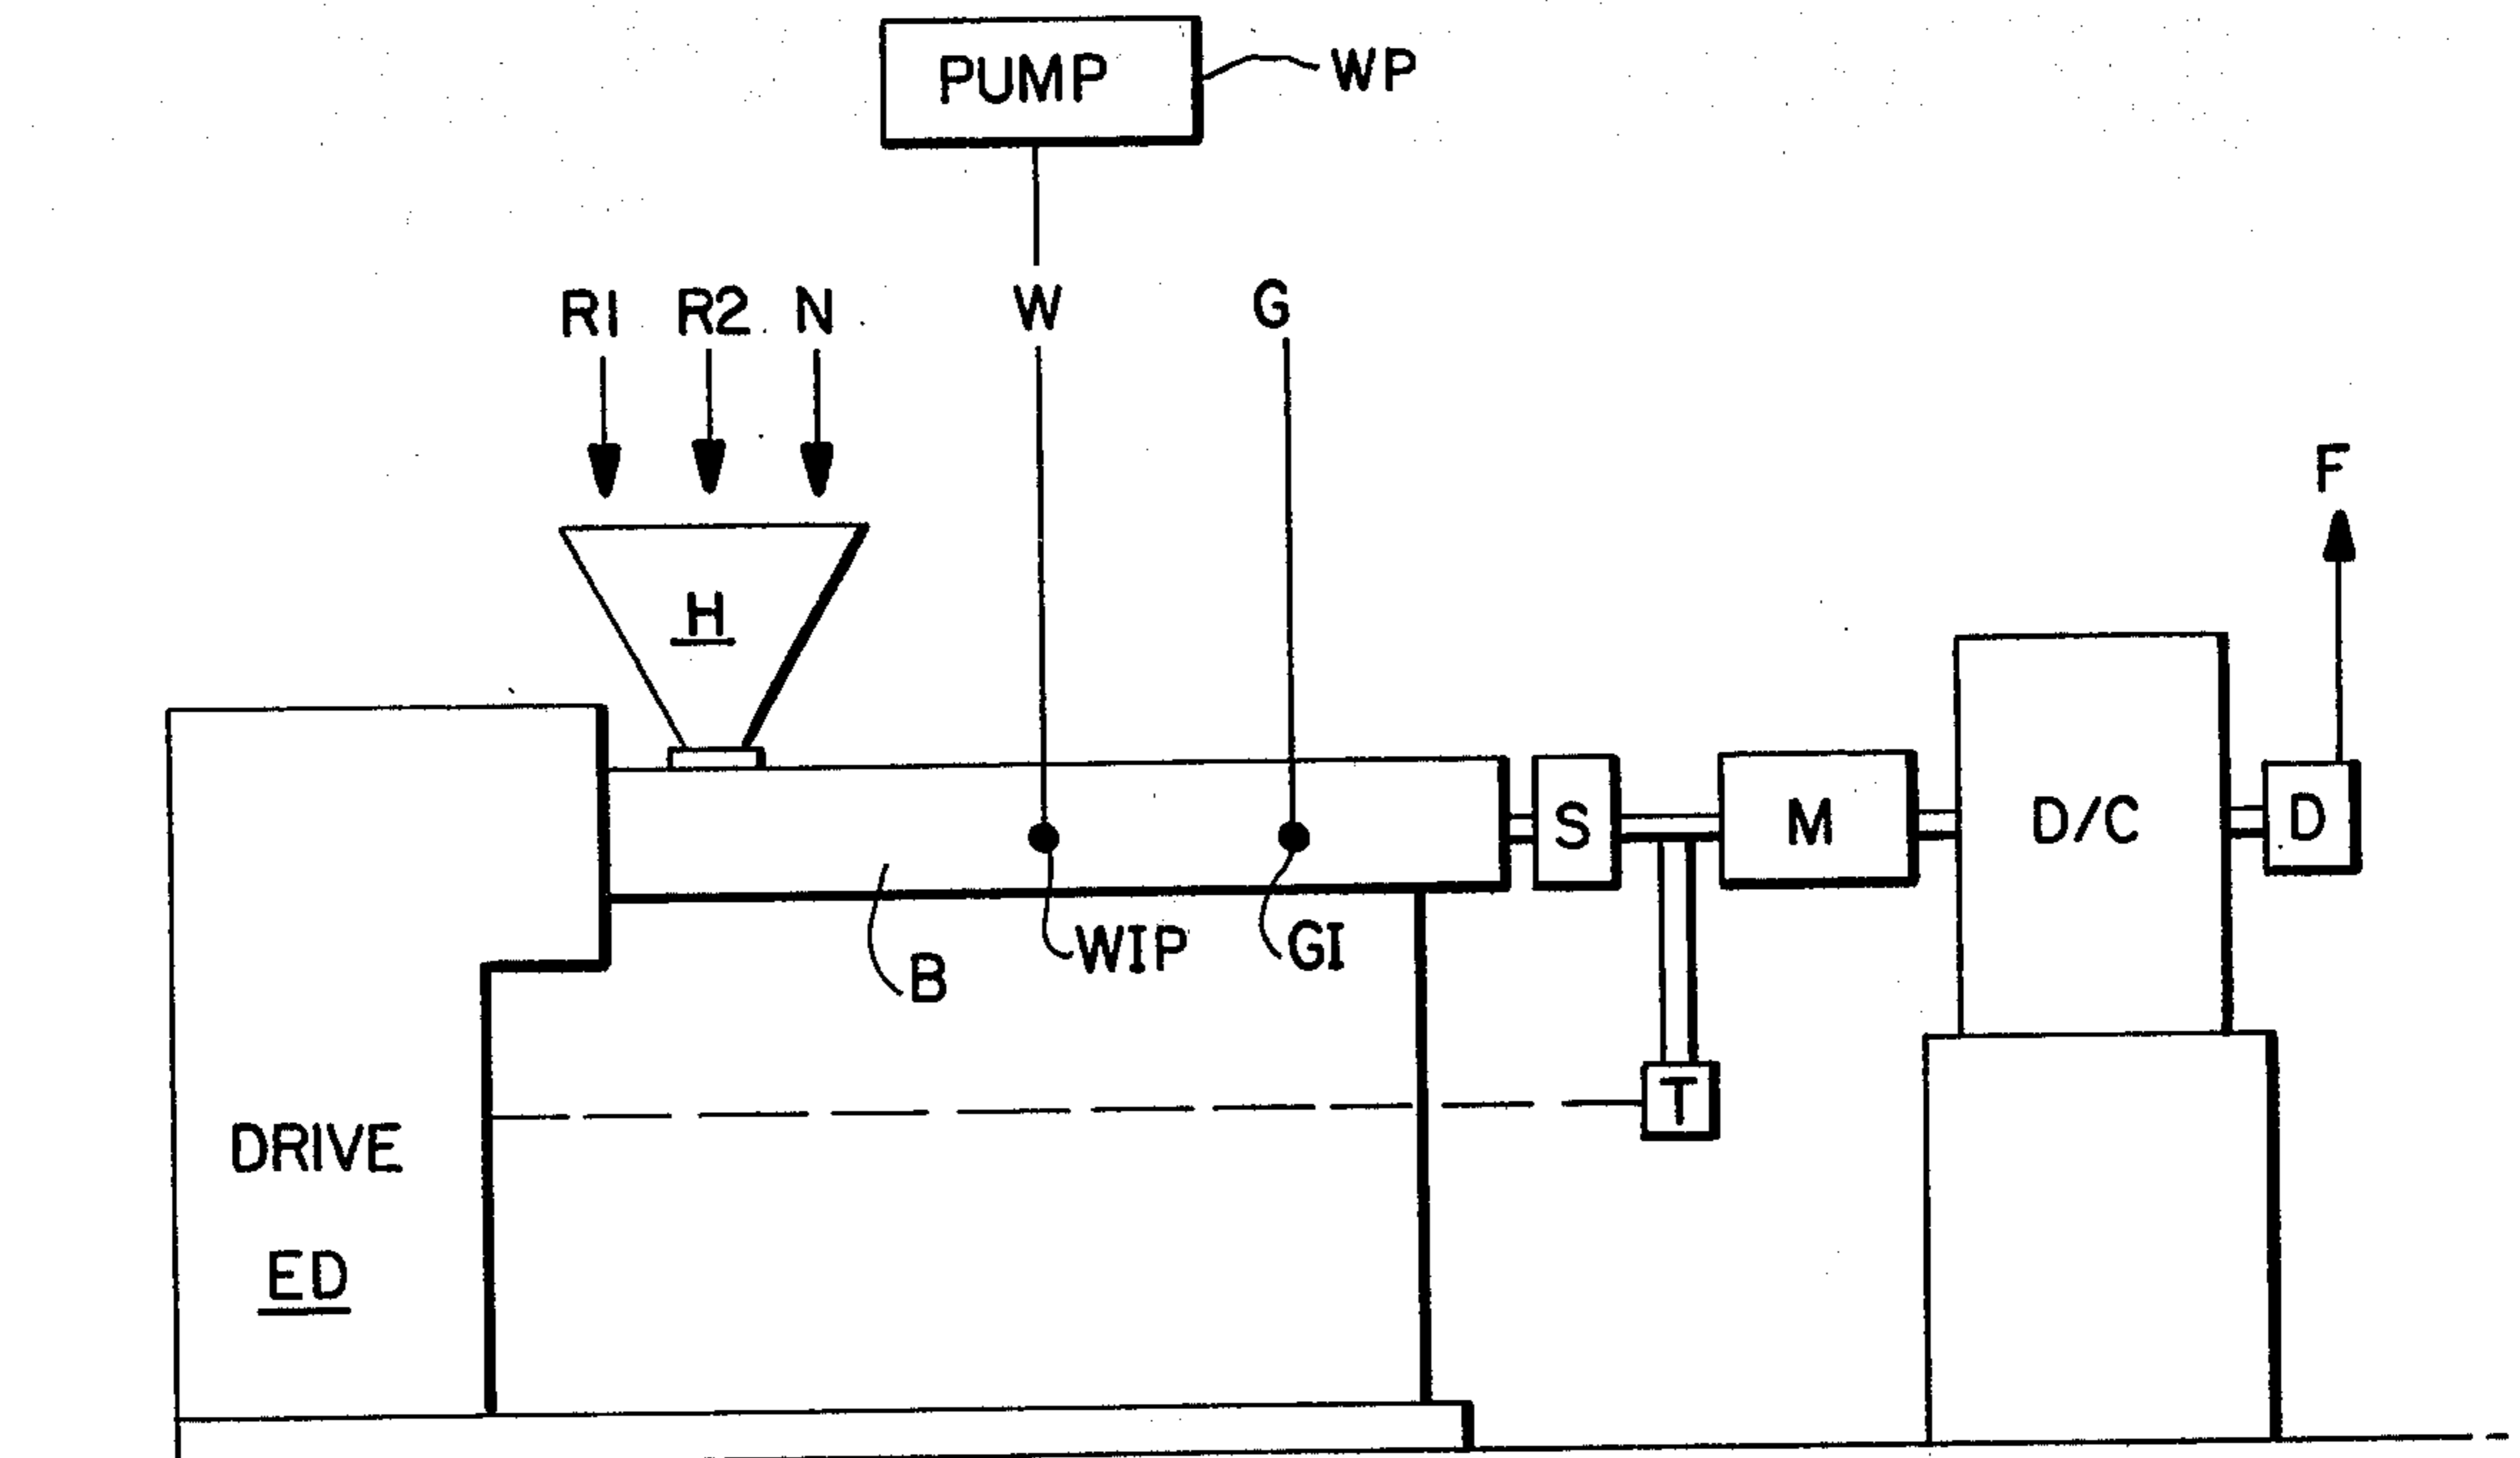 PUMP
WP
R1 R2 N W G
F
H
S M D/C D
WIP GI
B
T
DRIVE
ED